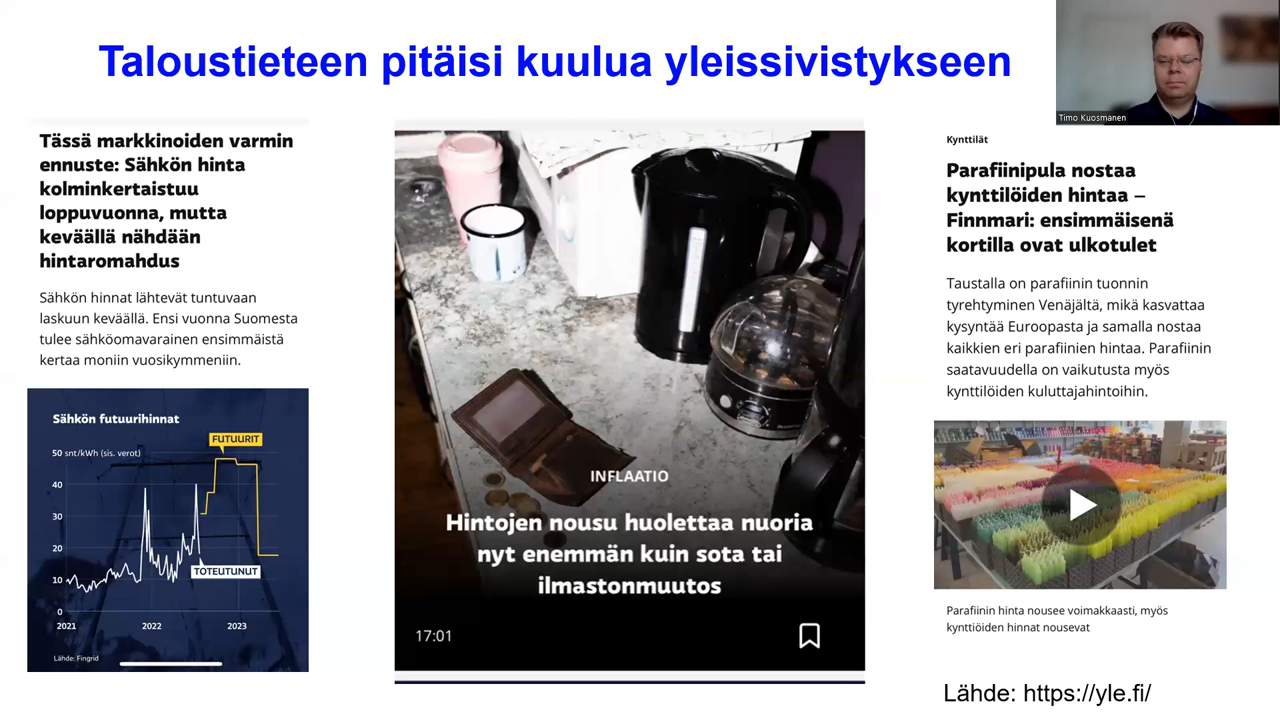 Taloustieteen pitäisi kuulua yleissivistykseen
Timo Kuosmanen
Tässä markkinoiden varmin
ennuste: Sähkön hinta
kolminkertaistuu
loppuvuonna, mutta
keväällä nähdään
hintaromahdus
Sähkön hinnat lähtevät tuntuvaan
laskuun keväällä. Ensi vuonna Suomesta
tulee sähköomavarainen ensimmäistä
kertaa moniin vuosikymmeniin.
Sähkön futuurihinnat
FUTUURIT
50 snt/kWh (sis. verot)
40
30
20
TOTEUTUNUT
10
0
2021 2022 2023
Lähde: Fingrid
INFLAATIO
Hintojen nousu huolettaa nuoria
nyt enemmän kuin sota tai
ilmastonmuutos
17:01
Kynttilät
Parafiinipula nostaa
kynttilöiden hintaa –
Finnmari: ensimmäisenä
kortilla ovat ulkotulet
Taustalla on parafiinin tuonnin
tyrehtyminen Venäjältä, mikä kasvattaa
kysyntää Euroopasta ja samalla nostaa
kaikkien eri parafiinien hintaa. Parafiinin
saatavuudella on vaikutusta myös
kynttilöiden kuluttajahintoihin.
Parafiinin hinta nousee voimakkaasti, myös
kynttiöiden hinnat nousevat
Lähde: https://yle.fi/